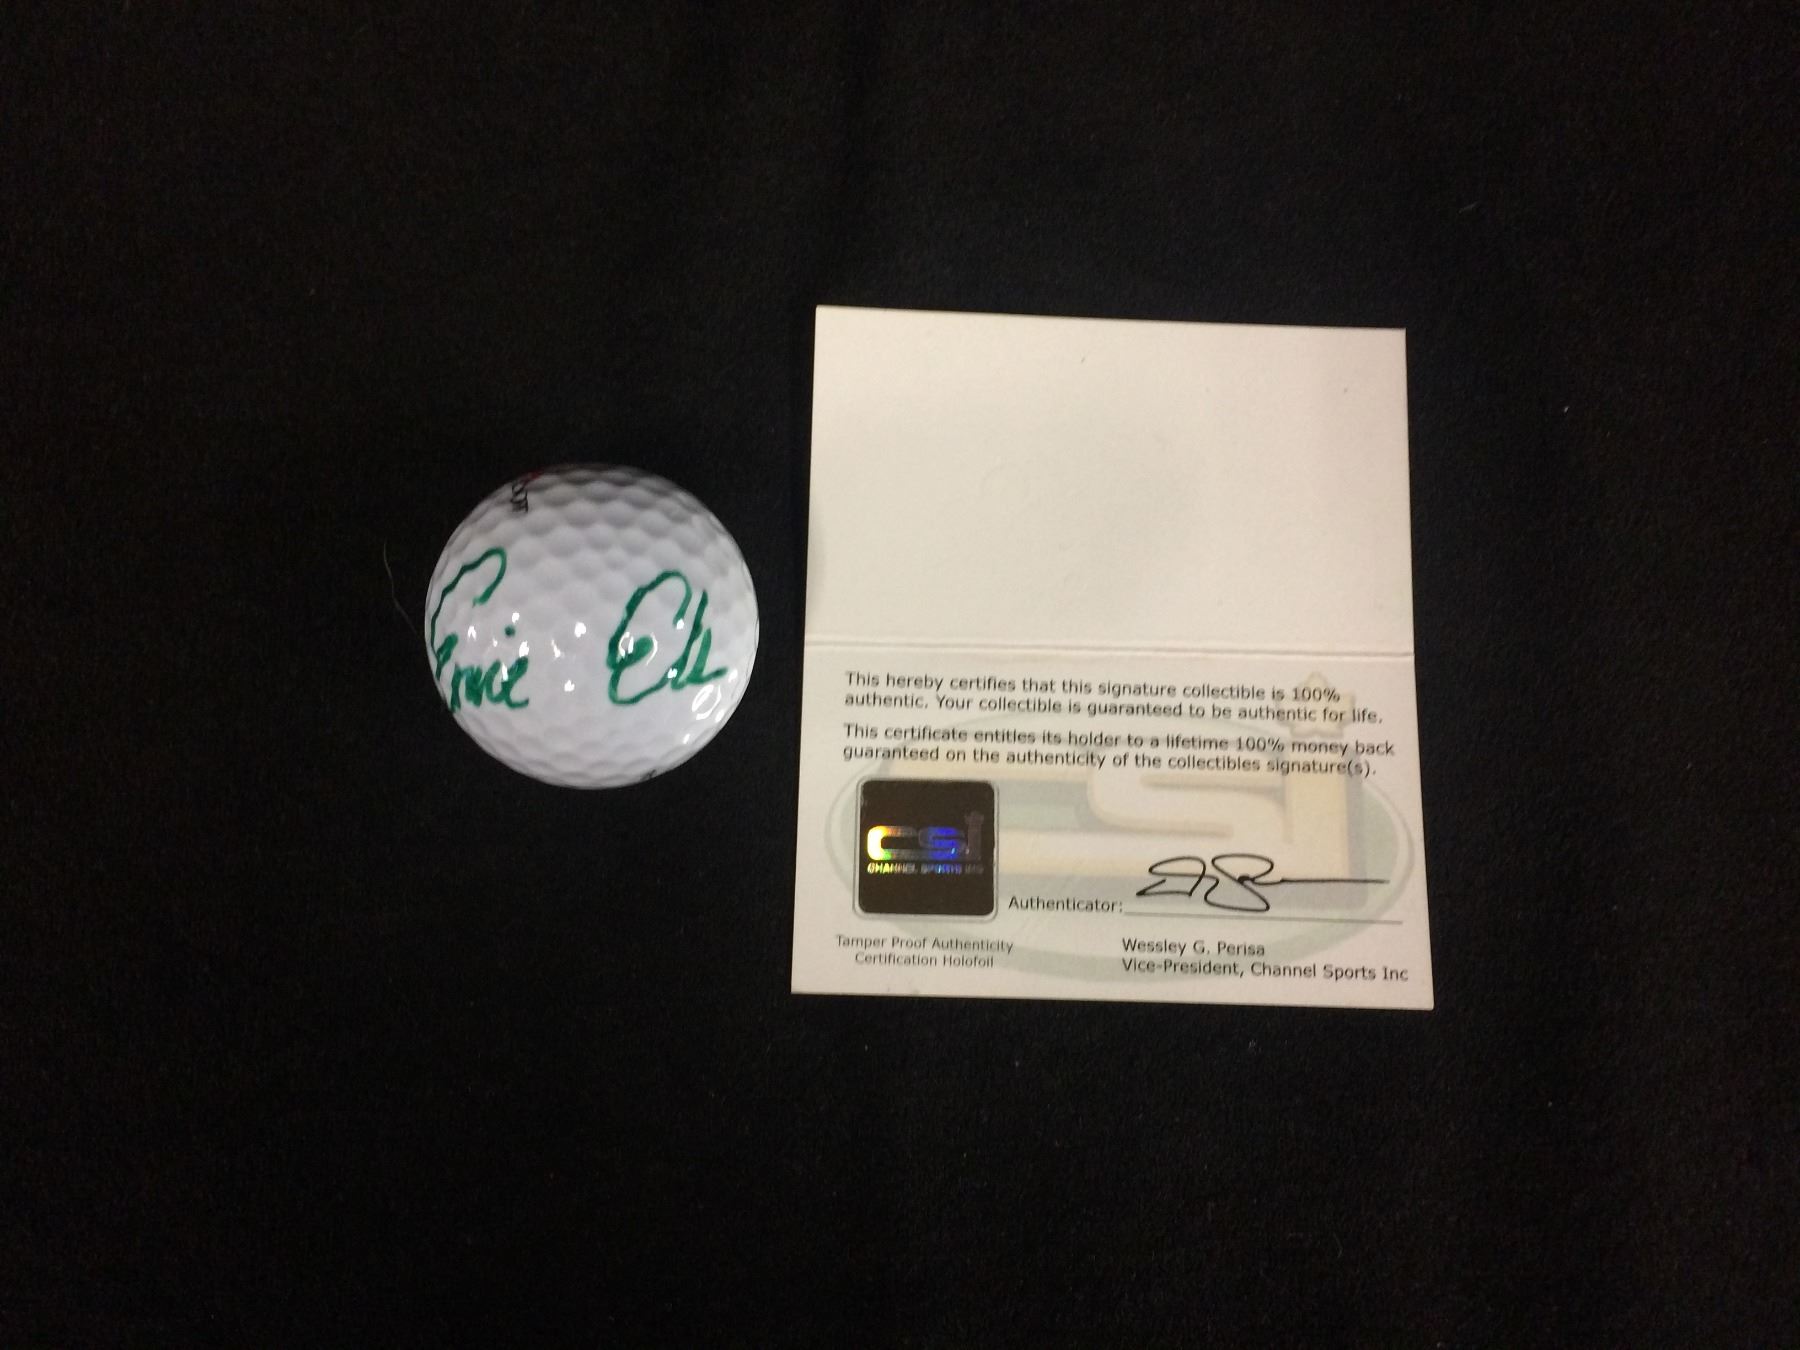 Ernie Els
This hereby certifies that this signature collectible is 100%
authentic. Your collectible is guaranteed to be authentic for life.
This certificate entitles its holder to a lifetime 100% money back
guaranteed on the authenticity of the collectibles signature(s).
csi
csi
CHANNEL SPORTS INC
Authenticator:
Tamper Proof Authenticity
Certification Holofoil
Wessley G. Perisa
Vice-President, Channel Sports Inc